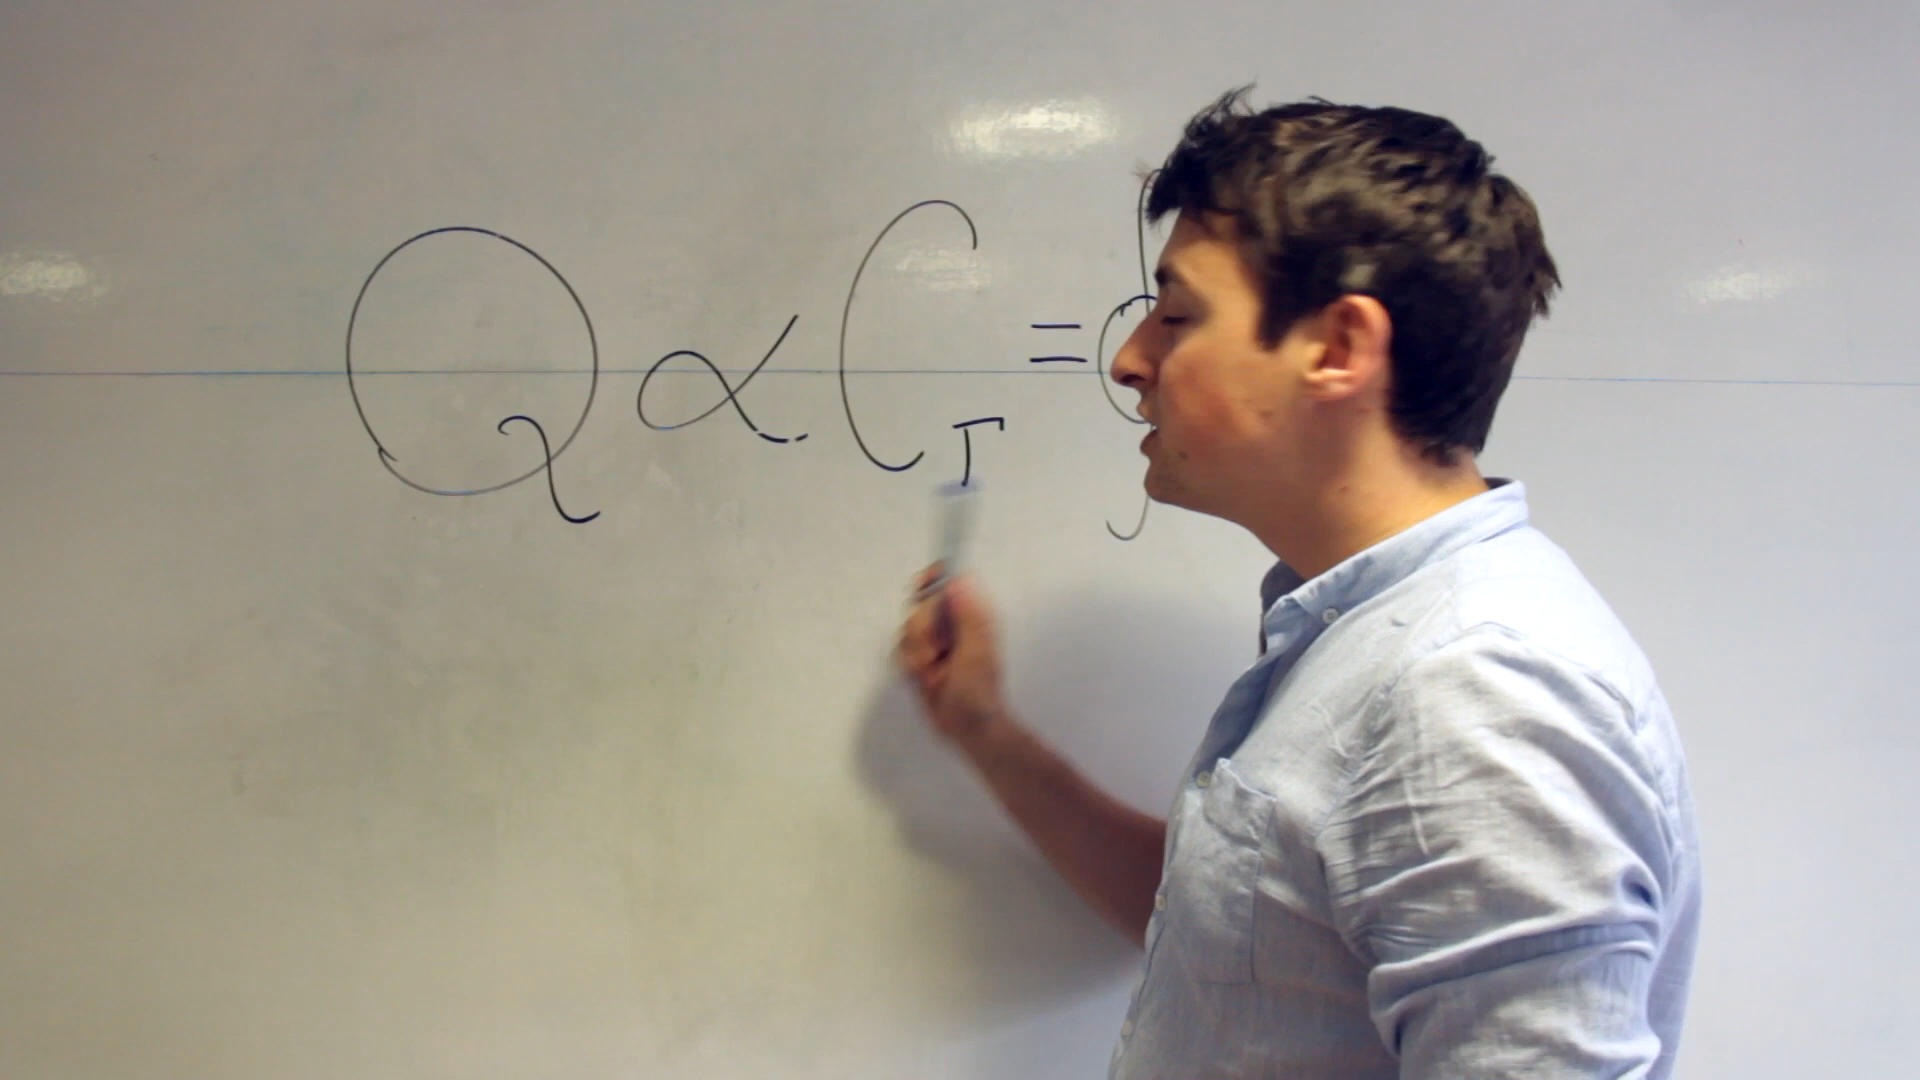 Q ∝ C_T =